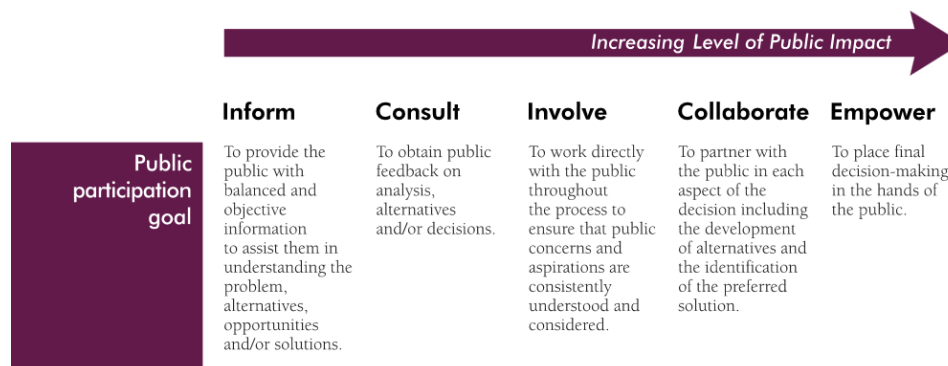 Increasing Level of Public Impact
Inform
Consult
Involve
Collaborate
Empower
Public
participation
goal
To provide the
public with
balanced and
objective
information
to assist them in
understanding the
problem,
alternatives,
opportunities
and/or solutions.
To obtain public
feedback on
analysis,
alternatives
and/or decisions.
To work directly
with the public
throughout
the process to
ensure that public
concerns and
aspirations are
consistently
understood and
considered.
To partner with
the public in each
aspect of the
decision including
the development
of alternatives and
the identification
of the preferred
solution.
To place final
decision-making
in the hands of
the public.